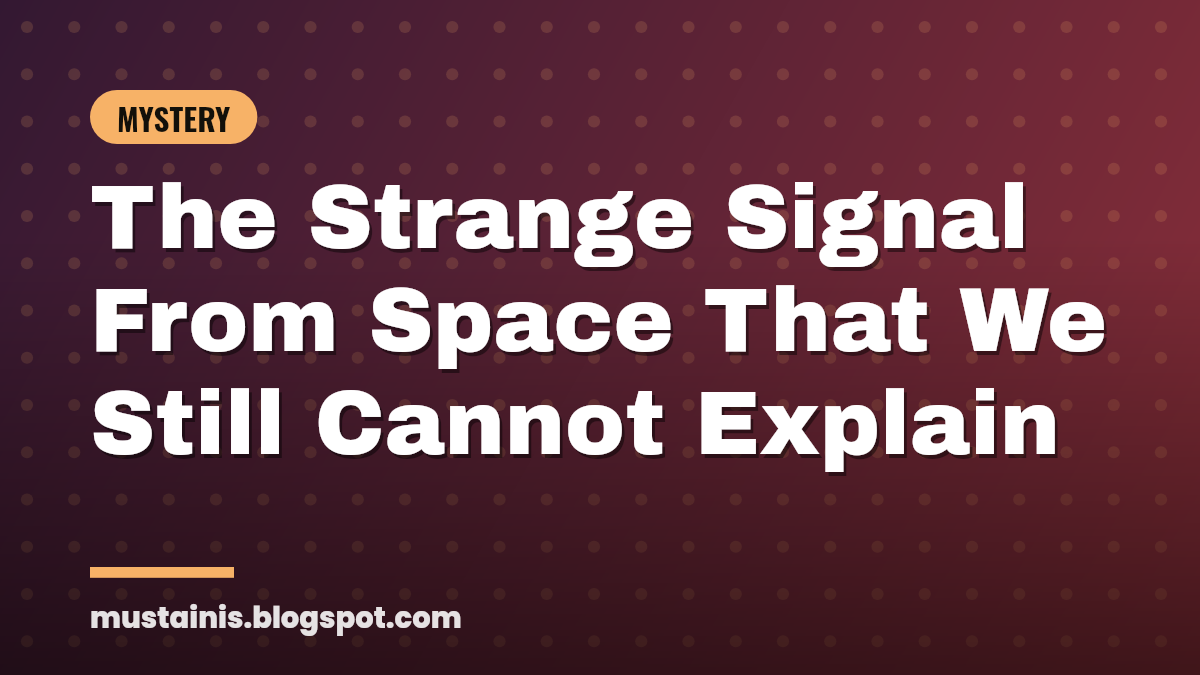 MYSTERY
The Strange Signal
From Space That We
Still Cannot Explain
mustainis.blogspot.com